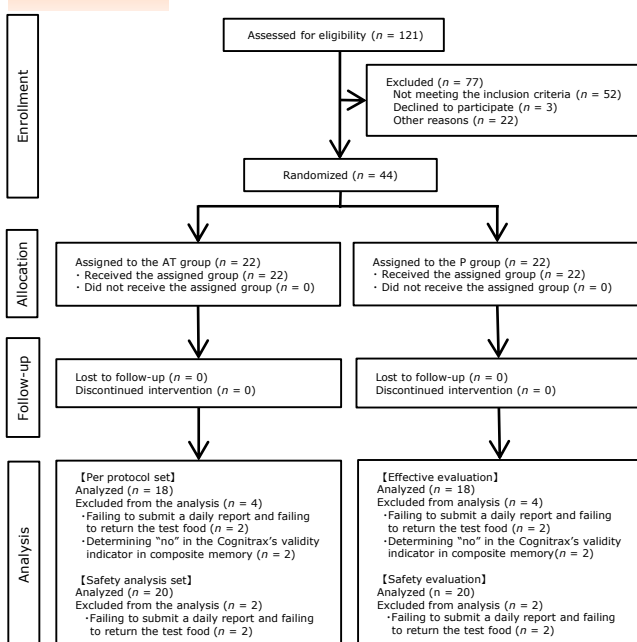 Enrollment
Assessed for eligibility (n = 121)
Excluded (n = 77)
Not meeting the inclusion criteria (n = 52)
Declined to participate (n = 3)
Other reasons (n = 22)
Randomized (n = 44)
Allocation
Assigned to the AT group (n = 22)
・Received the assigned group (n = 22)
・Did not receive the assigned group (n = 0)
Assigned to the P group (n = 22)
・Received the assigned group (n = 22)
・Did not receive the assigned group (n = 0)
Follow-up
Lost to follow-up (n = 0)
Discontinued intervention (n = 0)
Lost to follow-up (n = 0)
Discontinued intervention (n = 0)
Analysis
【Per protocol set】
Analyzed (n = 18)
Excluded from the analysis (n = 4)
・Failing to submit a daily report and failing
to return the test food (n = 2)
・Determining “no” in the Cognitrax’s validity
indicator in composite memory (n = 2)
【Safety analysis set】
Analyzed (n = 20)
Excluded from the analysis (n = 2)
・Failing to submit a daily report and failing
to return the test food (n = 2)
【Effective evaluation】
Analyzed (n = 18)
Excluded from analysis (n = 4)
・Failing to submit a daily report and failing
to return the test food (n = 2)
・Determining “no” in the Cognitrax’s validity
indicator in composite memory(n = 2)
【Safety evaluation】
Analyzed (n = 20)
Excluded from analysis (n = 2)
・Failing to submit a daily report and failing
to return the test food (n = 2)